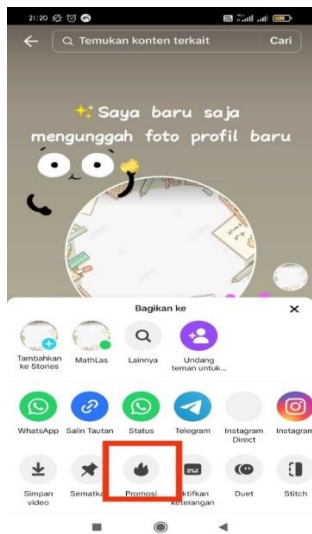 21:20
Temukan konten terkait
Cari
Saya baru saja
mengunggah foto profil baru
Bagikan ke
Tambahkan
ke Stories
MathLas
Lainnya
Undang
teman untuk...
WhatsApp
Salin Tautan
Status
Telegram
Instagram
Direct
Instagram
Simpan
video
Sematka
Promosi
aktifkan
keterangan
Duet
Stitch